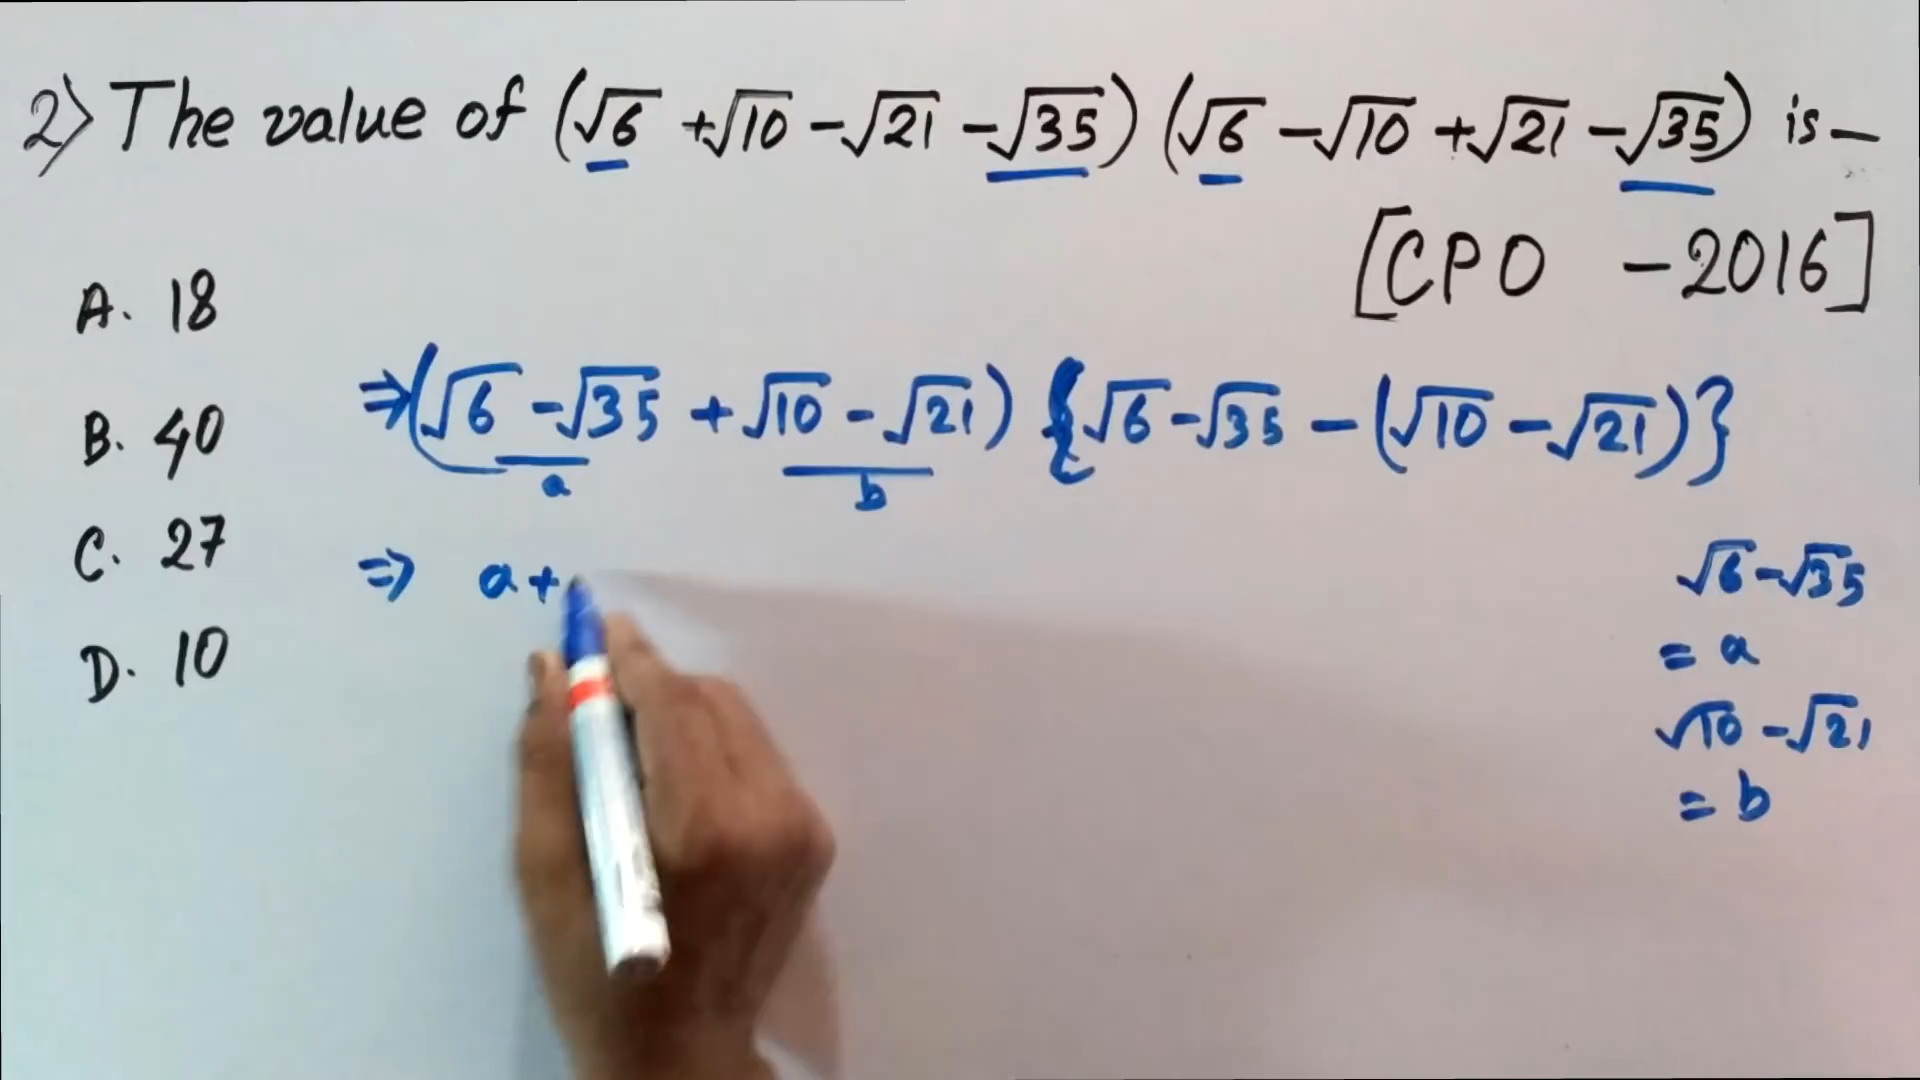 2) The value of (√6 +√10 -√21 -√35) (√6 -√10 +√21 -√35) is -
[CPO -2016]
A. 18
B. 40
C. 27
D. 10
⇒(√6 -√35 +√10 -√21) {√6 -√35 -(√10 -√21)}
a b
⇒ a+
√6 -√35
= a
√10 -√21
= b